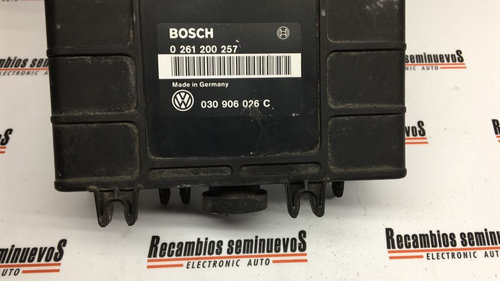 BOSCH
0 261 200 257
Made in Germany
030 906 026 C
Recambios seminuevoS
ELECTRONIC AUTO
Recambios seminuevoS
ELECTRONIC AUTO
Recambios seminuevoS
ELECTRONIC AUTO